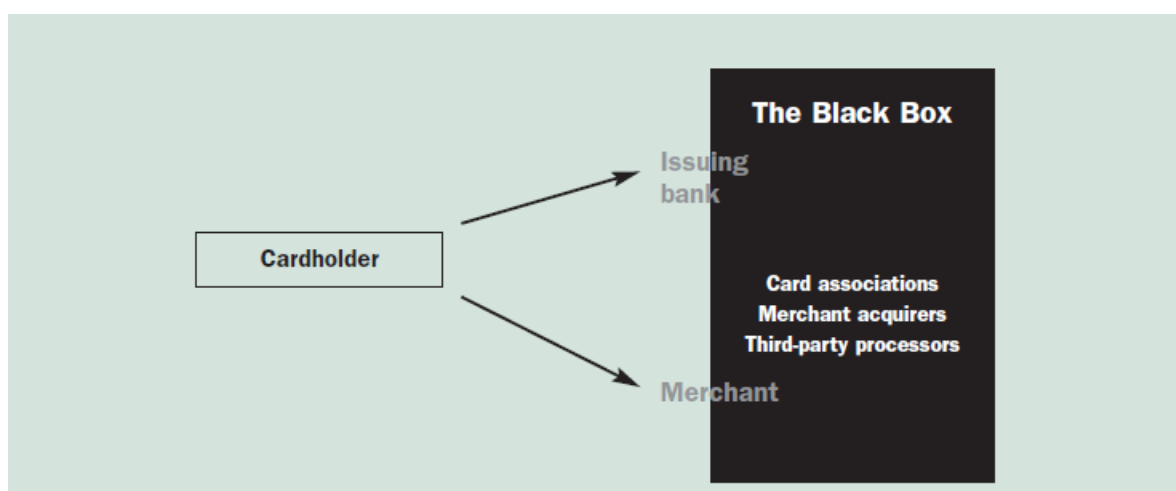 The Black Box
Issuing
bank
Cardholder
Card associations
Merchant acquirers
Third-party processors
Merchant